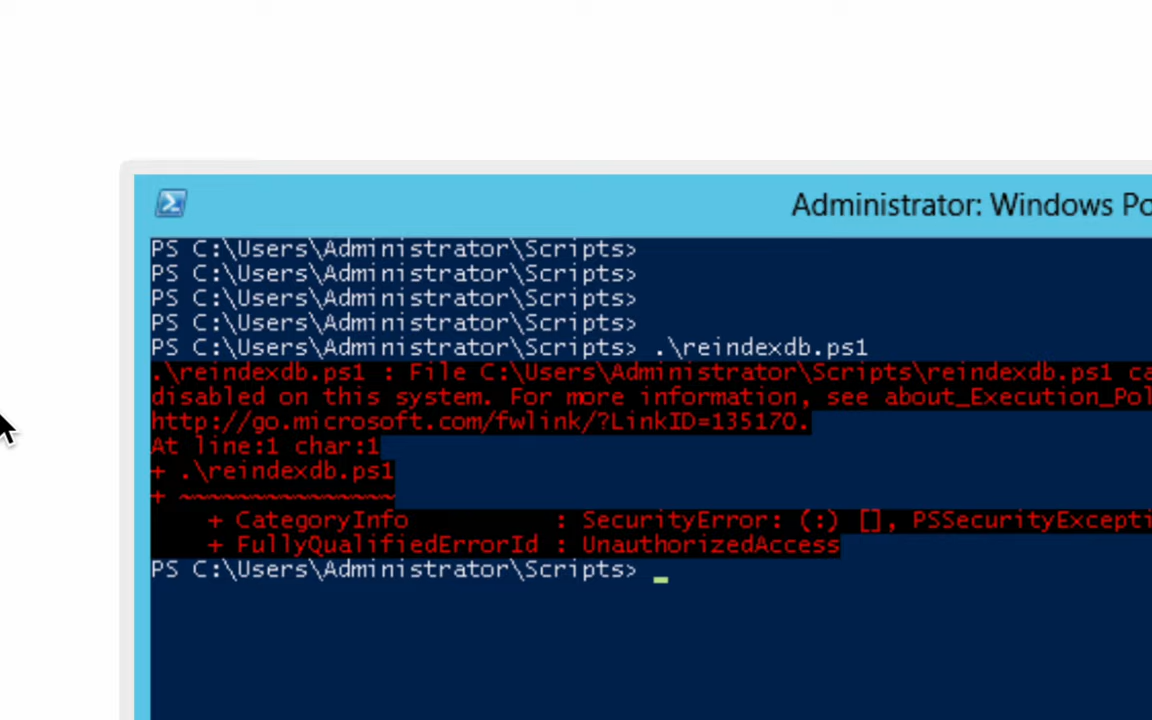 Administrator: Windows
PS C:\Users\Administrator\Scripts>
PS C:\Users\Administrator\Scripts>
PS C:\Users\Administrator\Scripts>
PS C:\Users\Administrator\Scripts>
PS C:\Users\Administrator\Scripts> .\reindexdb.ps1
.\reindexdb.ps1 : File C:\Users\Administrator\Scripts\reindexdb.ps1 ca
disabled on this system. For more information, see about_Execution_Pol
http://go.microsoft.com/fwlink/?LinkID=135170.
At line:1 char:1
+ .\reindexdb.ps1
+ ~~~~~~~~~~~~~~~
+ CategoryInfo : SecurityError: (:) [], PSSecurityExcepti
+ FullyQualifiedErrorId : UnauthorizedAccess
PS C:\Users\Administrator\Scripts>